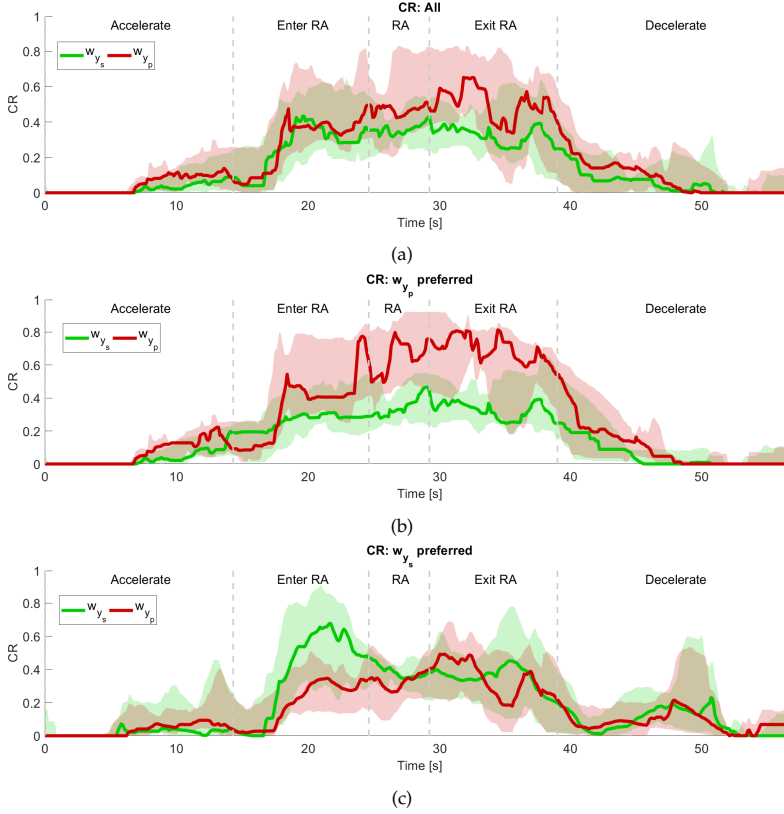 CR: All
Accelerate Enter RA RA Exit RA Decelerate
w_{y_s} w_{y_p}
1
0.8
0.6
0.4
0.2
0
CR
0 10 20 30 40 50
Time [s]
(a)
CR: w_{y_p} preferred
Accelerate Enter RA RA Exit RA Decelerate
w_{y_s} w_{y_p}
1
0.8
0.6
0.4
0.2
0
CR
0 10 20 30 40 50
Time [s]
(b)
CR: w_{y_s} preferred
Accelerate Enter RA RA Exit RA Decelerate
w_{y_s} w_{y_p}
1
0.8
0.6
0.4
0.2
0
CR
0 10 20 30 40 50
Time [s]
(c)